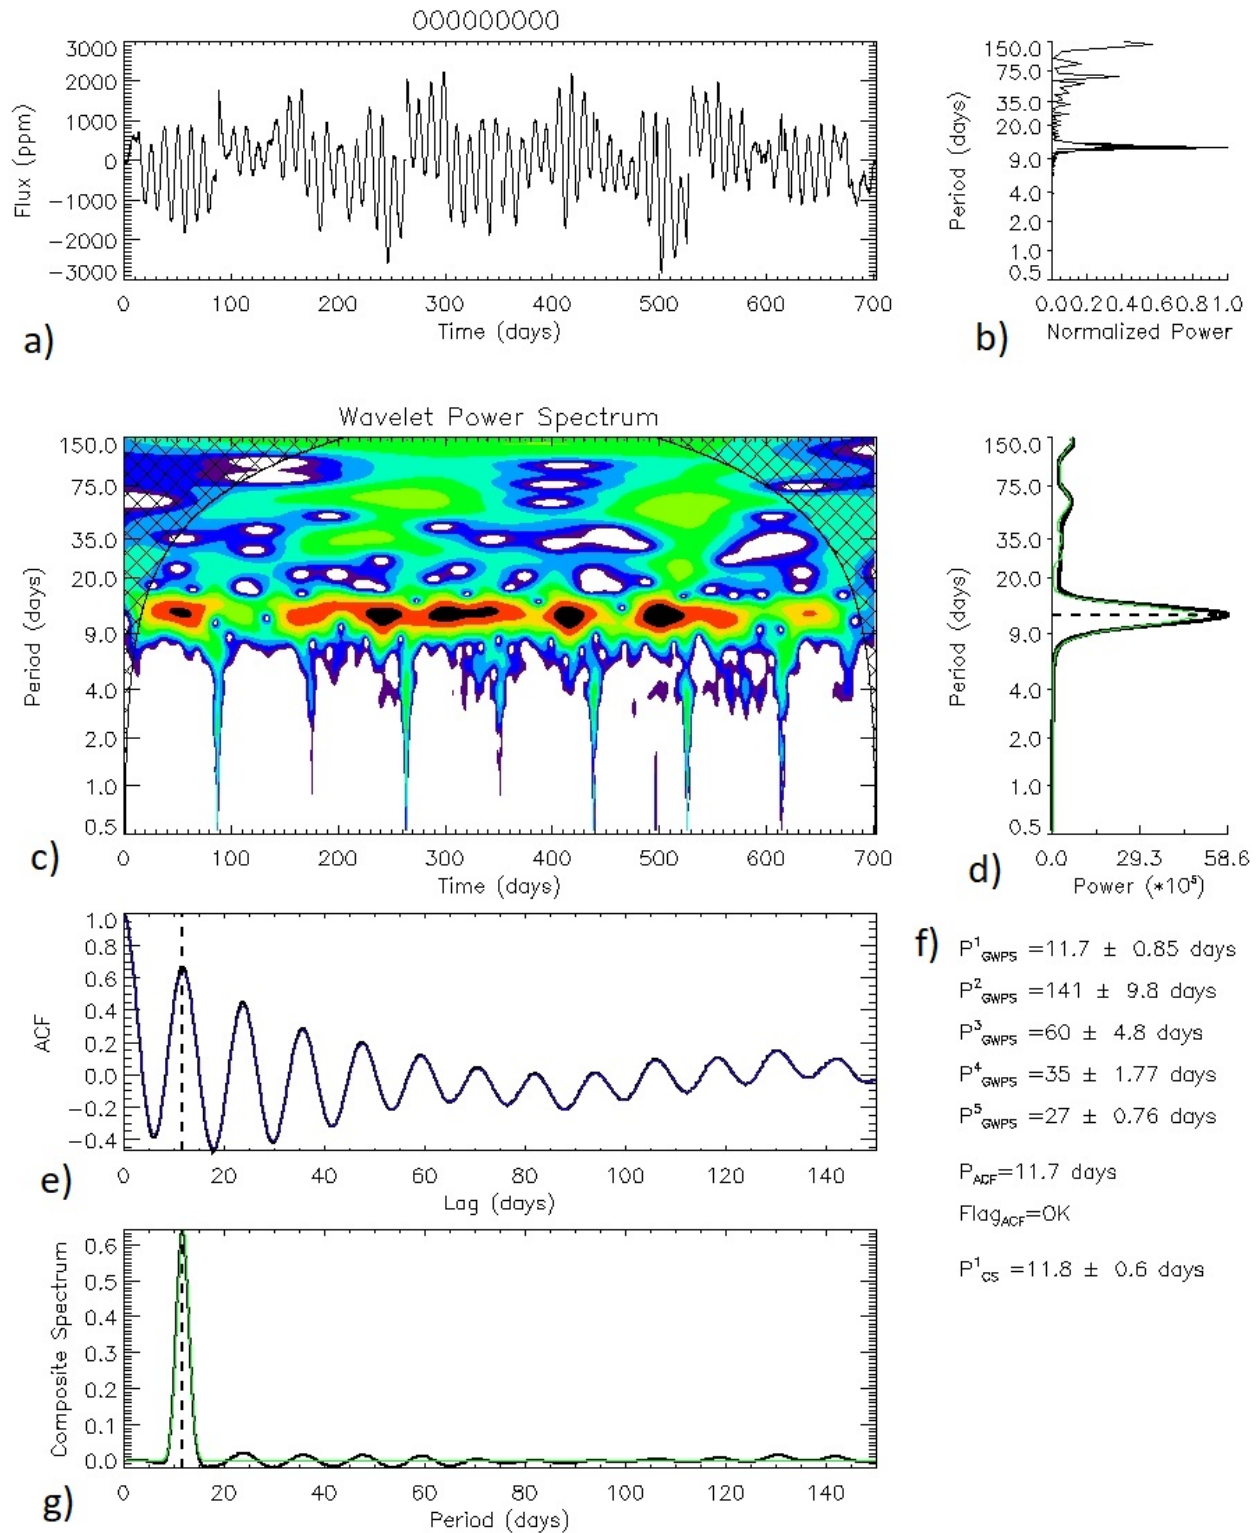 000000000
3000
2000
1000
0
−1000
−2000
−3000
Flux (ppm)
0 100 200 300 400 500 600 700
Time (days)
a)
150.0
75.0
35.0
20.0
9.0
4.0
2.0
1.0
0.5
Period (days)
0.0 0.2 0.4 0.6 0.8 1.0
Normalized Power
b)
Wavelet Power Spectrum
150.0
75.0
35.0
20.0
9.0
4.0
2.0
1.0
0.5
Period (days)
0 100 200 300 400 500 600 700
Time (days)
c)
150.0
75.0
35.0
20.0
9.0
4.0
2.0
1.0
0.5
Period (days)
0.0 29.3 58.6
Power (*10⁵)
d)
1.0
0.8
0.6
0.4
0.2
0.0
−0.2
−0.4
ACF
0 20 40 60 80 100 120 140
Lag (days)
e)
f)
P¹GWPS =11.7 ± 0.85 days
P²GWPS =141 ± 9.8 days
P³GWPS =60 ± 4.8 days
P⁴GWPS =35 ± 1.77 days
P⁵GWPS =27 ± 0.76 days
PACF=11.7 days
FlagACF=OK
P¹CS =11.8 ± 0.6 days
0.6
0.5
0.4
0.3
0.2
0.1
0.0
Composite Spectrum
0 20 40 60 80 100 120 140
Period (days)
g)